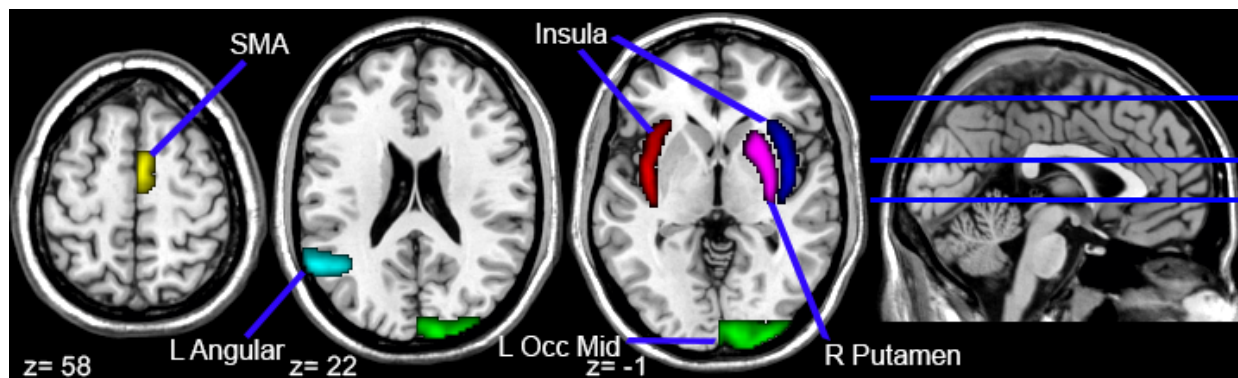 SMA
Insula
L Angular
L Occ Mid
R Putamen
z= 58
z= 22
z= -1